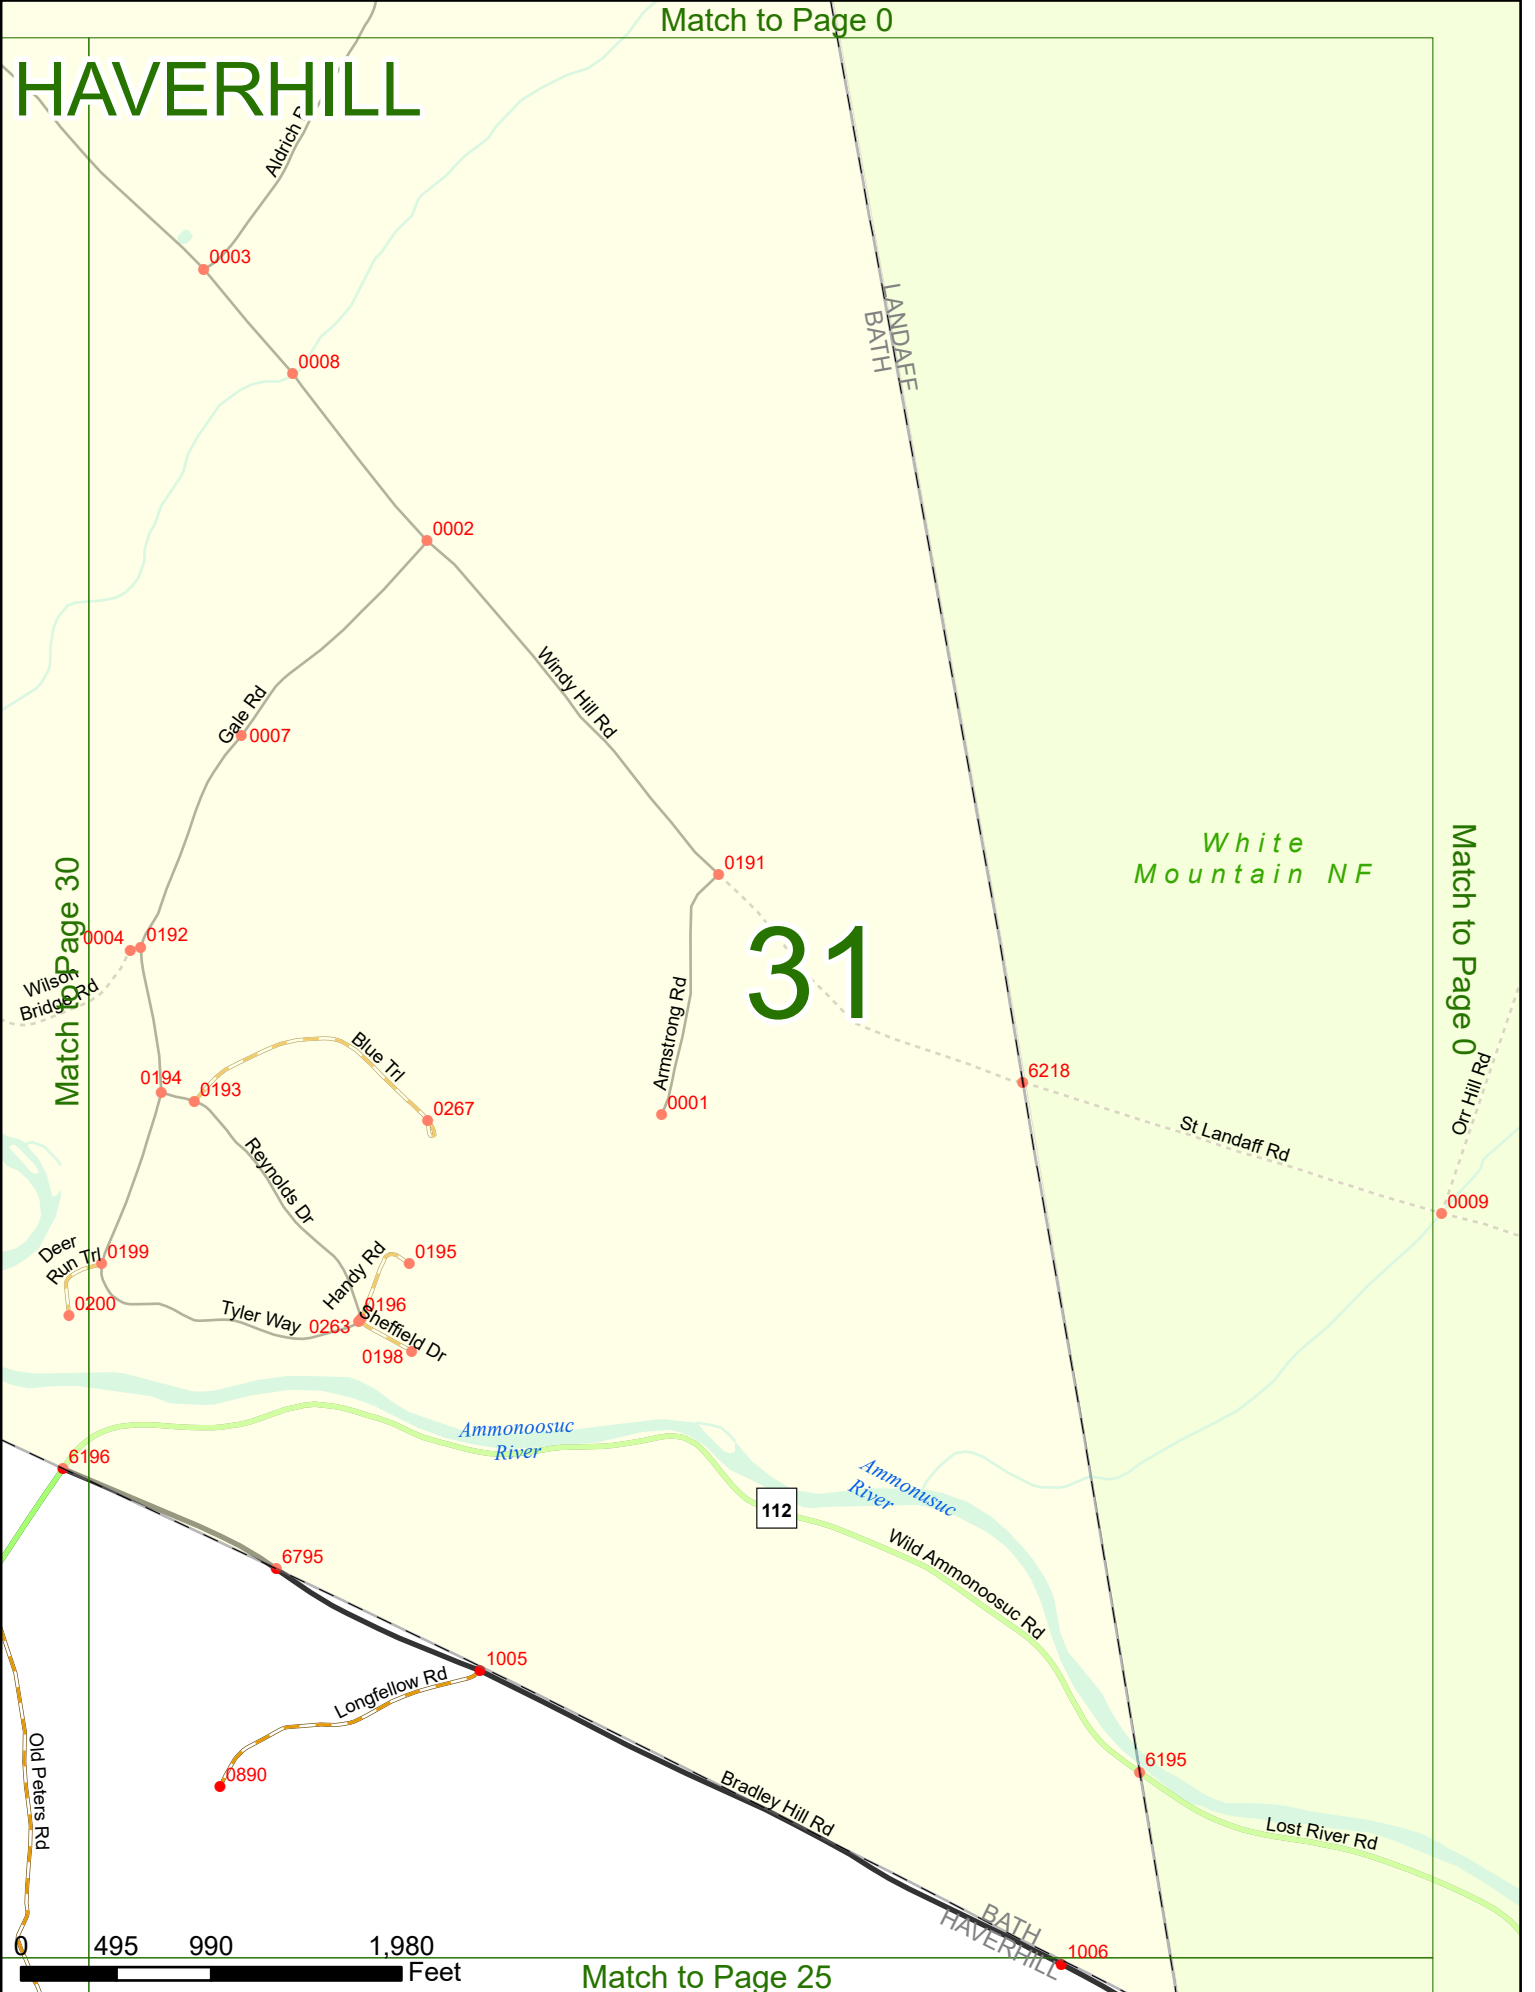 Match to Page 0
HAVERHILL
Aldrich
0003
0008
LANDAFF
BATH
0002
Windy Hill Rd
Gale Rd
0007
White
Mountain NF
Match to Page 0
Match to Page 30
0191
31
0004
0192
Wilson
Bridge Rd
Armstrong Rd
Blue Trl
6218
0194
0193
0267
0001
Orr Hill Rd
St Landaff Rd
Reynolds Dr
0009
Deer
Run Trl
0199
Handy Rd
0195
0200
Tyler Way
0196
0263
Sheffield Dr
0198
Ammonoosuc
River
6196
Ammonusuc
River
112
Wild Ammonoosuc Rd
6795
1005
Longfellow Rd
Old Peters Rd
0890
Bradley Hill Rd
6195
Lost River Rd
BATH
HAVERHILL
1006
0 495 990 1,980
Feet
Match to Page 25